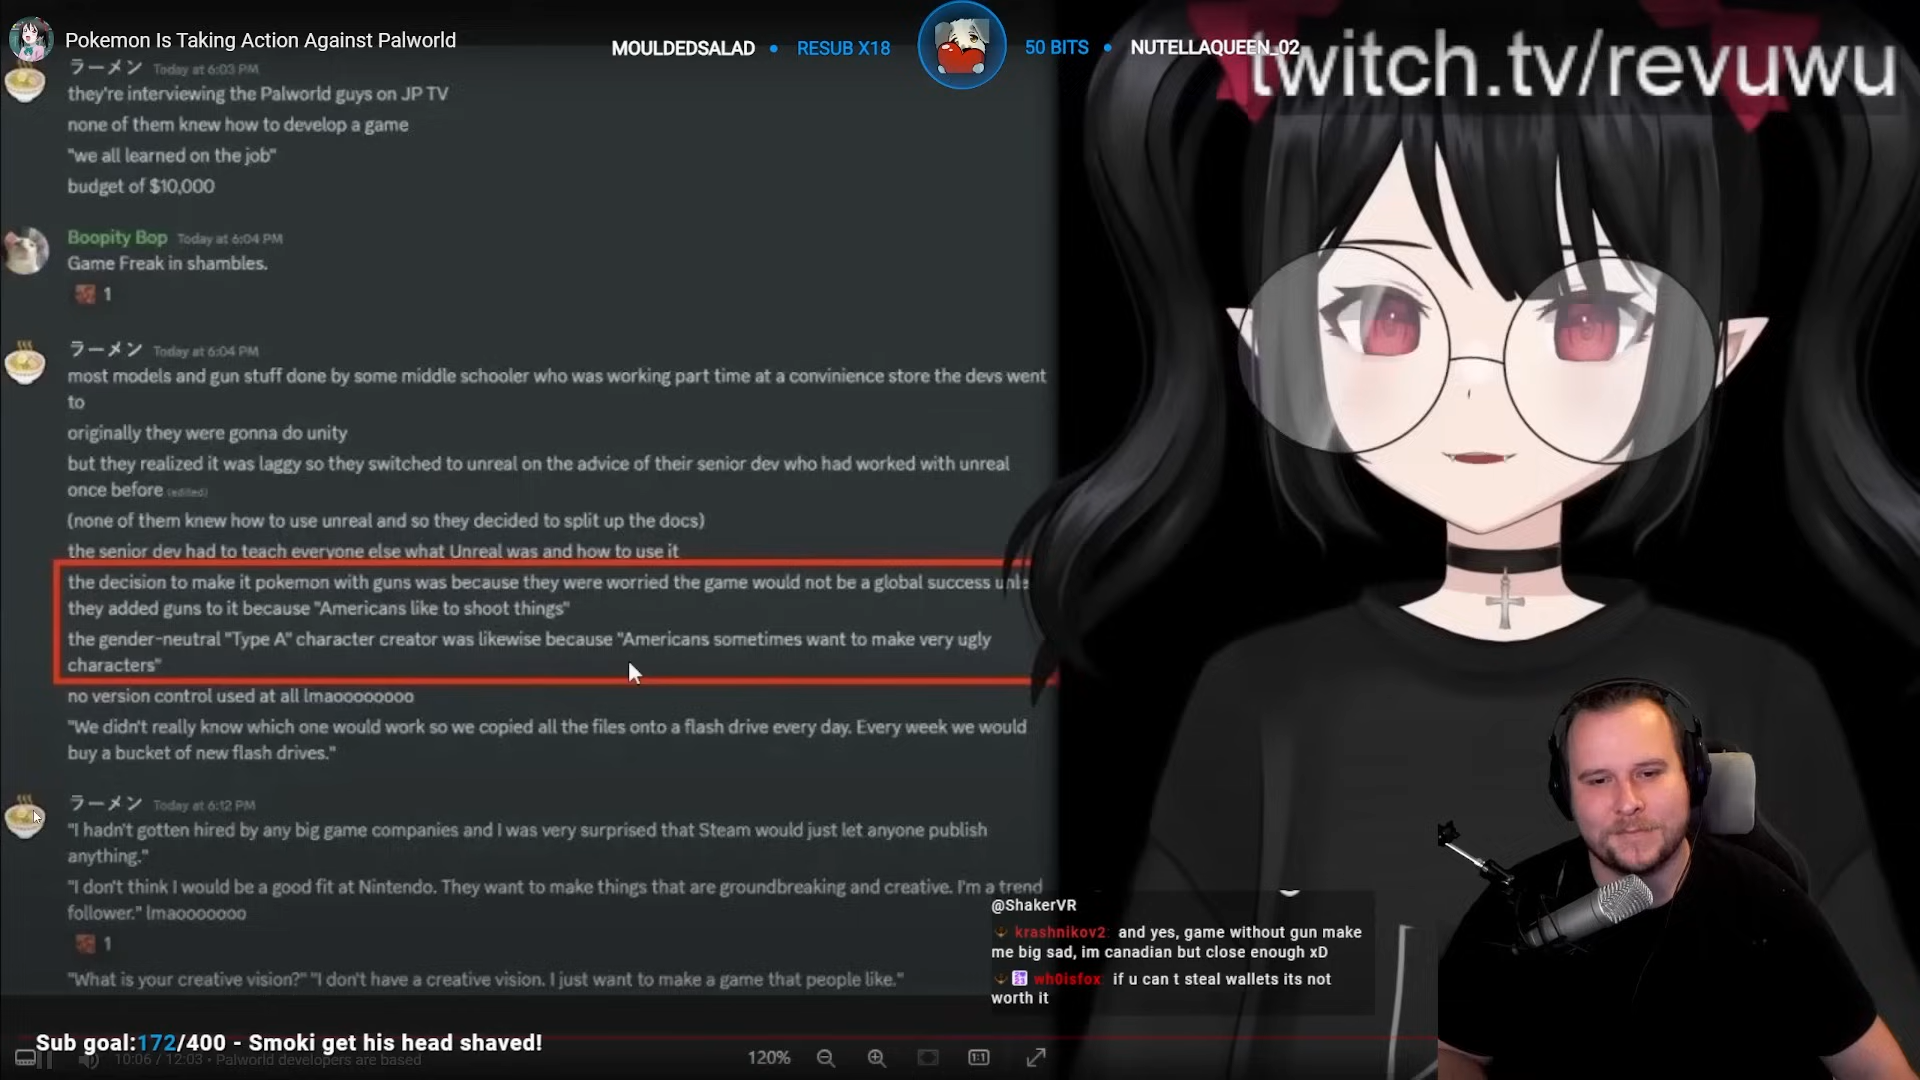 Pokemon Is Taking Action Against Palworld
MOULDEDSALAD • RESUB X18
50 BITS • NUTELLAQUEEN_02
twitch.tv/revuwu
ラーメン Today at 6:03 PM
they're interviewing the Palworld guys on JP TV
none of them knew how to develop a game
"we all learned on the job"
budget of $10,000
Boopity Bop Today at 6:04 PM
Game Freak in shambles.
1
ラーメン Today at 6:04 PM
most models and gun stuff done by some middle schooler who was working part time at a convinience store the devs went
to
originally they were gonna do unity
but they realized it was laggy so they switched to unreal on the advice of their senior dev who had worked with unreal
once before (edited)
(none of them knew how to use unreal and so they decided to split up the docs)
the senior dev had to teach everyone else what Unreal was and how to use it
the decision to make it pokemon with guns was because they were worried the game would not be a global success unle
they added guns to it because "Americans like to shoot things"
the gender-neutral "Type A" character creator was likewise because "Americans sometimes want to make very ugly
characters"
no version control used at all lmaoooooooo
"We didn't really know which one would work so we copied all the files onto a flash drive every day. Every week we would
buy a bucket of new flash drives."
ラーメン Today at 6:12 PM
"I hadn't gotten hired by any big game companies and I was very surprised that Steam would just let anyone publish
anything."
"I don't think I would be a good fit at Nintendo. They want to make things that are groundbreaking and creative. I'm a trend
follower." lmaooooooo
1
"What is your creative vision?" "I don't have a creative vision. I just want to make a game that people like."
@ShakerVR
krashnikov2: and yes, game without gun make
me big sad, im canadian but close enough xD
wh0isfox: if u can t steal wallets its not
worth it
Sub goal:172/400 - Smoki get his head shaved!
10:06 / 12:03 • Palworld developers are based
120%
1:1